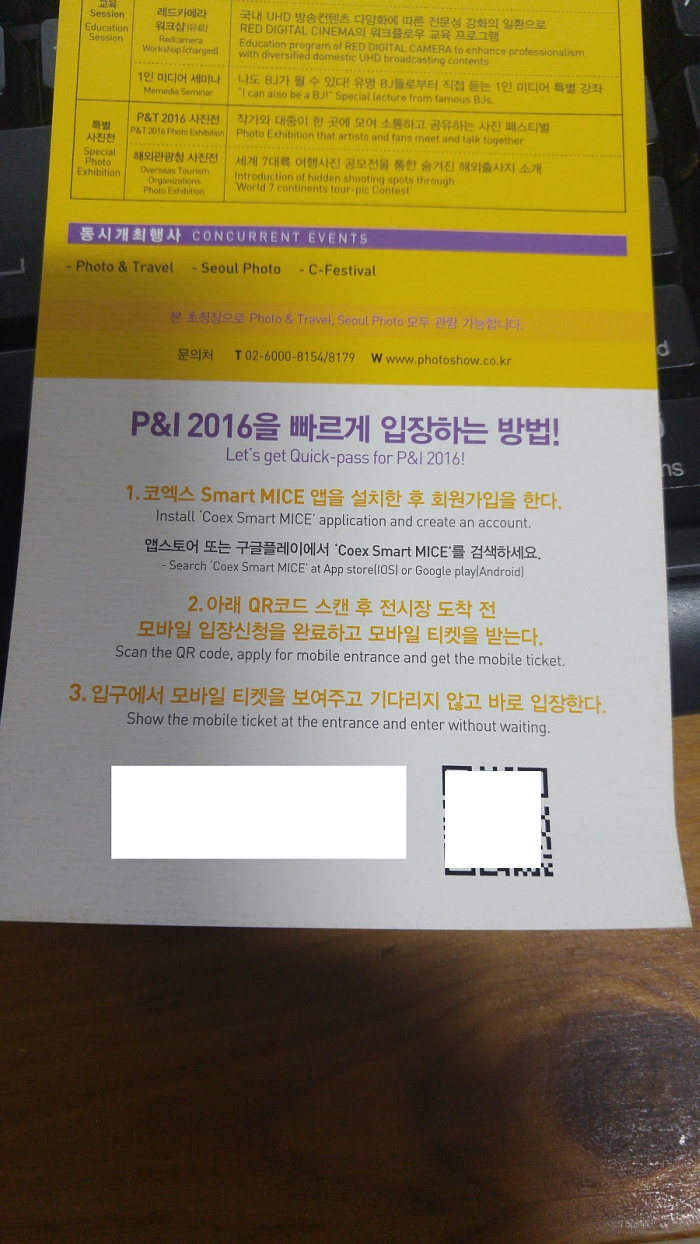 교육
Session
Education
Session
레드카메라
워크샵(유료)
Redcamera
Workshop (charged)
국내 UHD 방송컨텐츠 다양화에 따른 전문성 강화의 일환으로
RED DIGITAL CINEMA의 워크플로우 교육 프로그램
Education program of RED DIGITAL CAMERA to enhance professionalism
with diversified domestic UHD broadcasting contents
1인 미디어 세미나
Memedia Seminar
나도 BJ가 될 수 있다! 유명 BJ들로부터 직접 듣는 1인 미디어 특별 강좌
"I can also be a BJ!" Special lecture from famous BJs.
특별
사진전
Special
Photo
Exhibition
P&T 2016 사진전
P&T 2016 Photo Exhibition
작가와 대중이 한 곳에 모여 소통하고 공유하는 사진 페스티벌
Photo Exhibition that artists and fans meet and talk together
해외관광청 사진전
Overseas Tourism
Organizations
Photo Exhibition
세계 7대륙 여행사진 공모전을 통한 숨겨진 해외출사지 소개
Introduction of hidden shooting spots through
'World 7 continents tour-pic Contest'
동시개최행사 CONCURRENT EVENTS
- Photo & Travel - Seoul Photo - C-Festival
본 초청장으로 Photo & Travel, Seoul Photo 모두 관람 가능합니다.
문의처 T 02-6000-8154/8179 W www.photoshow.co.kr
P&I 2016을 빠르게 입장하는 방법!
Let's get Quick-pass for P&I 2016!
1. 코엑스 Smart MICE 앱을 설치한 후 회원가입을 한다.
Install 'Coex Smart MICE' application and create an account.
앱스토어 또는 구글플레이에서 'Coex Smart MICE'를 검색하세요.
- Search 'Coex Smart MICE' at App store(IOS) or Google play(Android)
2. 아래 QR코드 스캔 후 전시장 도착 전
모바일 입장신청을 완료하고 모바일 티켓을 받는다.
Scan the QR code, apply for mobile entrance and get the mobile ticket.
3. 입구에서 모바일 티켓을 보여주고 기다리지 않고 바로 입장한다.
Show the mobile ticket at the entrance and enter without waiting.